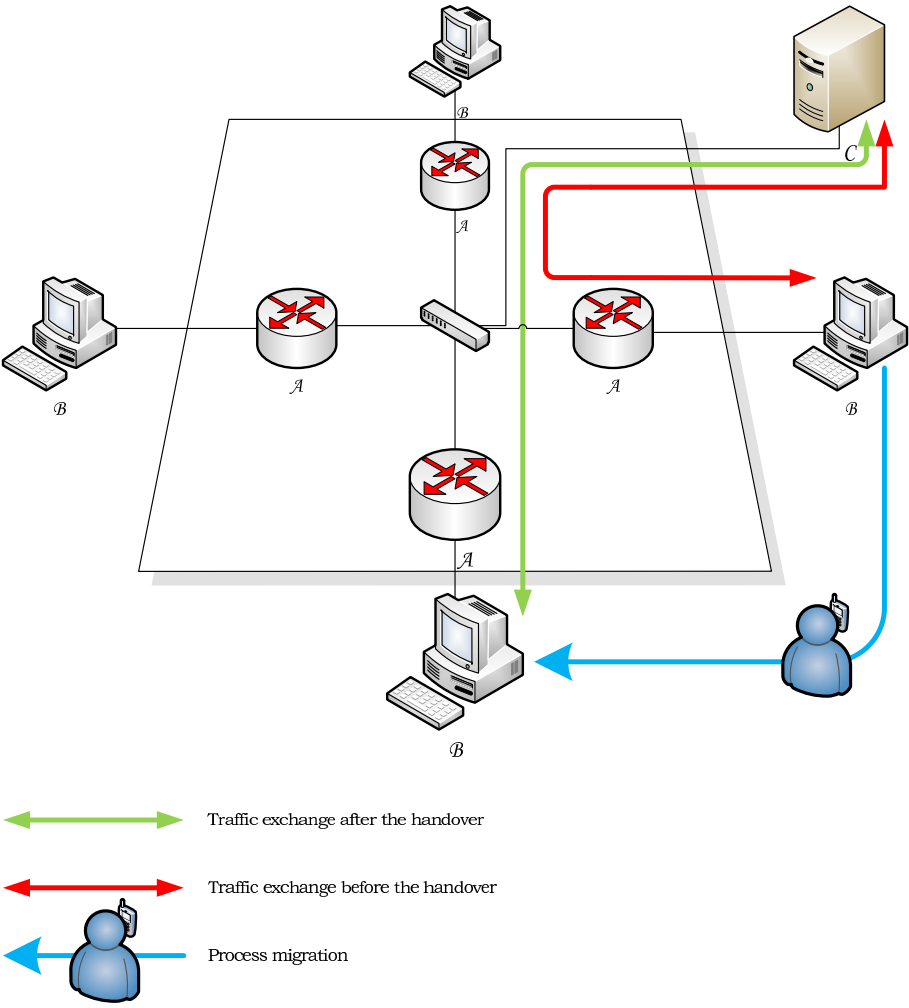 B
C
A
A
A
B
B
A
B
Traffic exchange after the handover
Traffic exchange before the handover
Process migration